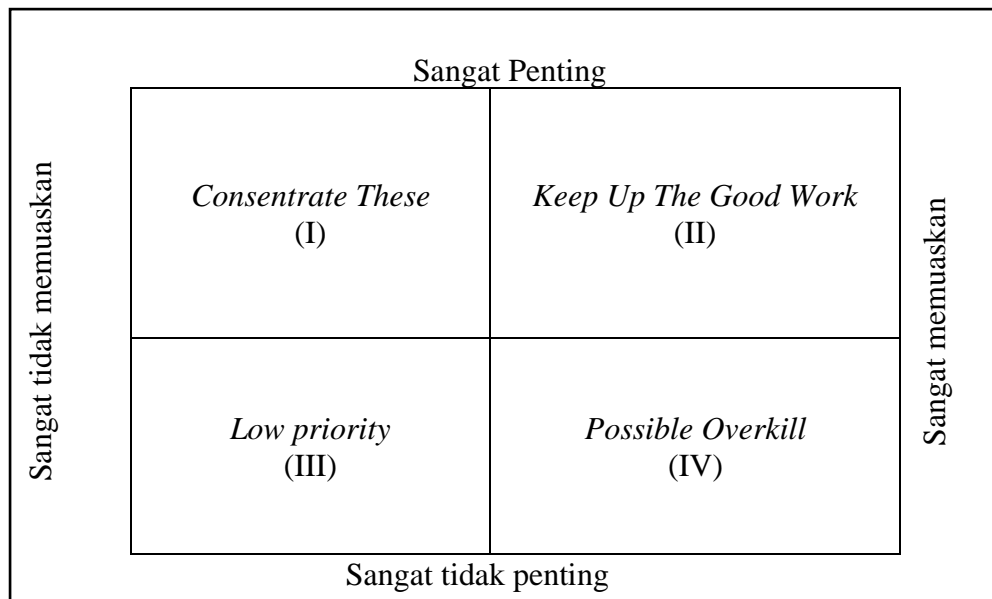 Sangat Penting
Sangat tidak memuaskan
Consentrate These
(I)
Keep Up The Good Work
(II)
Sangat memuaskan
Low priority
(III)
Possible Overkill
(IV)
Sangat tidak penting